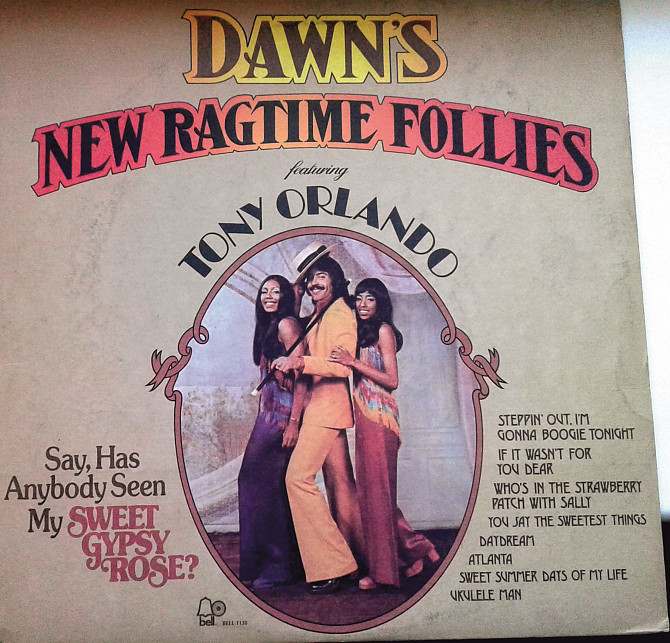 DAWN'S
NEW RAGTIME FOLLIES
featuring
TONY ORLANDO
Say, Has
Anybody Seen
My SWEET
GYPSY
ROSE?
STEPPIN' OUT, I'M
GONNA BOOGIE TONIGHT
IF IT WASN'T FOR
YOU DEAR
WHO'S IN THE STRAWBERRY
PATCH WITH SALLY
YOU SAY THE SWEETEST THINGS
DAYDREAM
ATLANTA
SWEET SUMMER DAYS OF MY LIFE
UKULELE MAN
bell BELL 1130